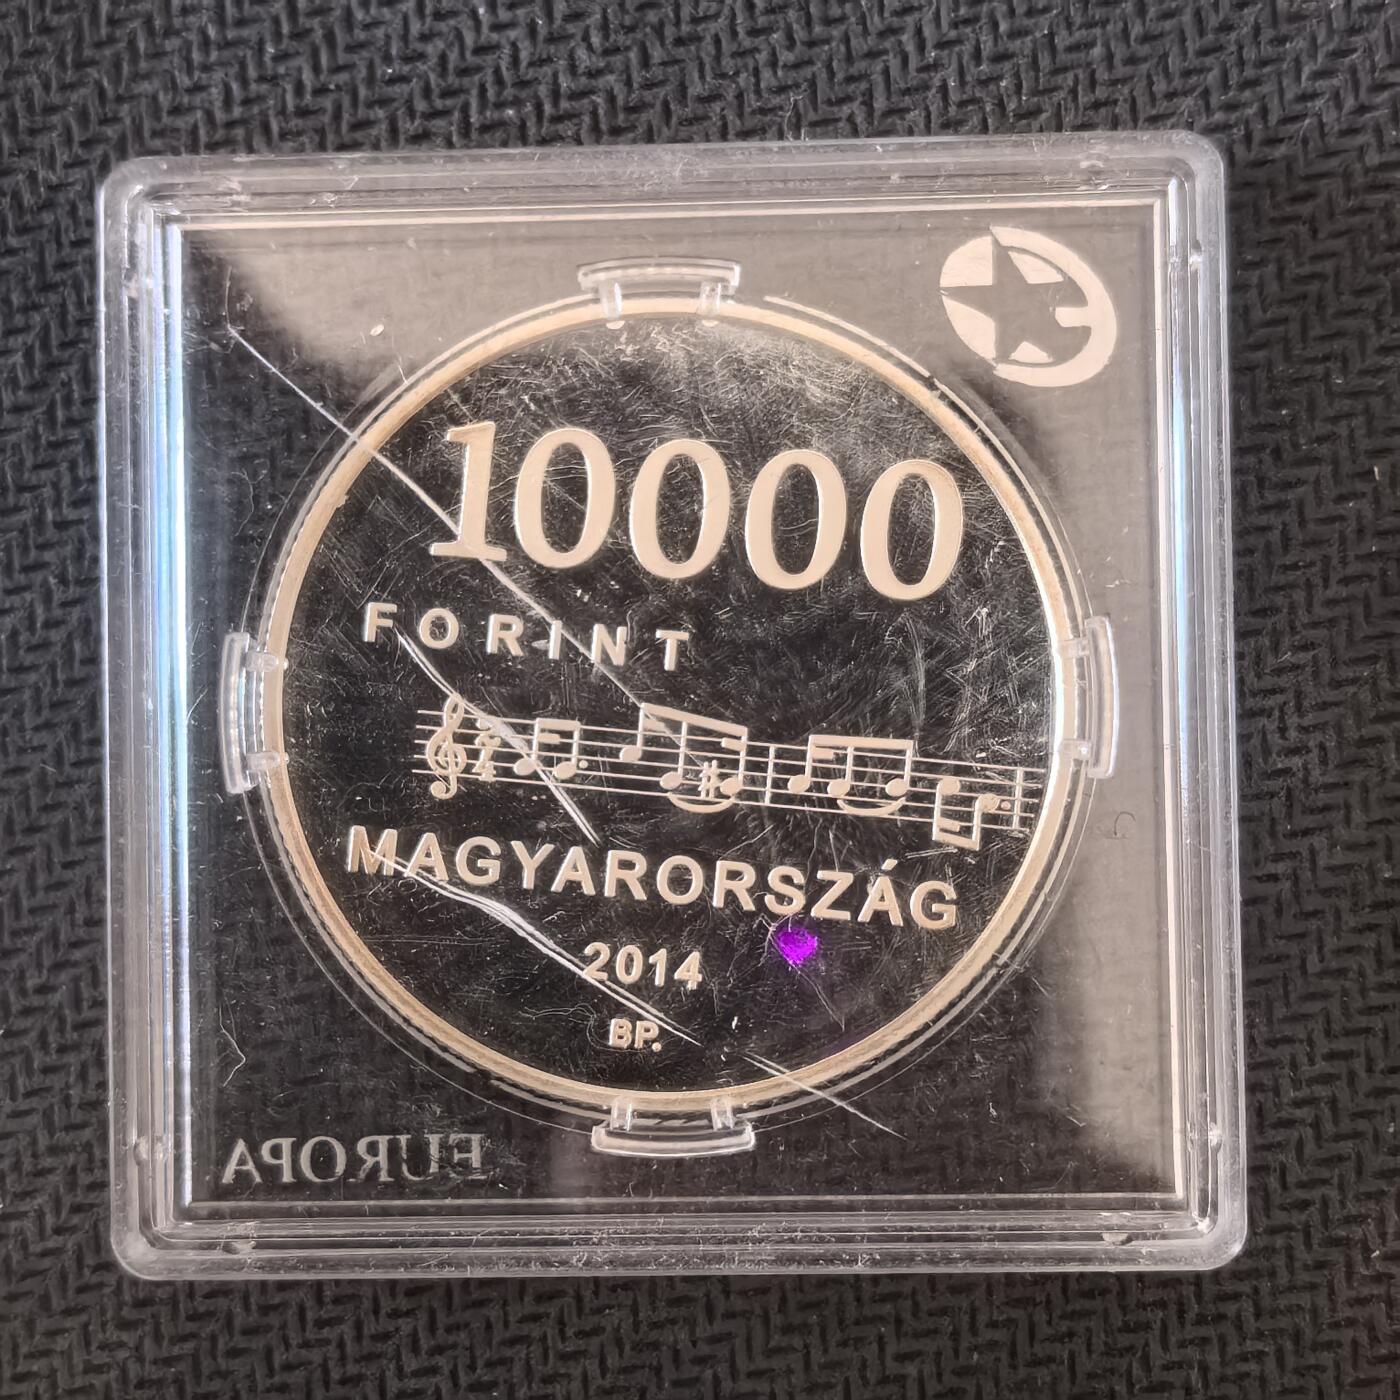 10000
FORINT
MAGYARORSZÁG
2014
BP.
EUROPA